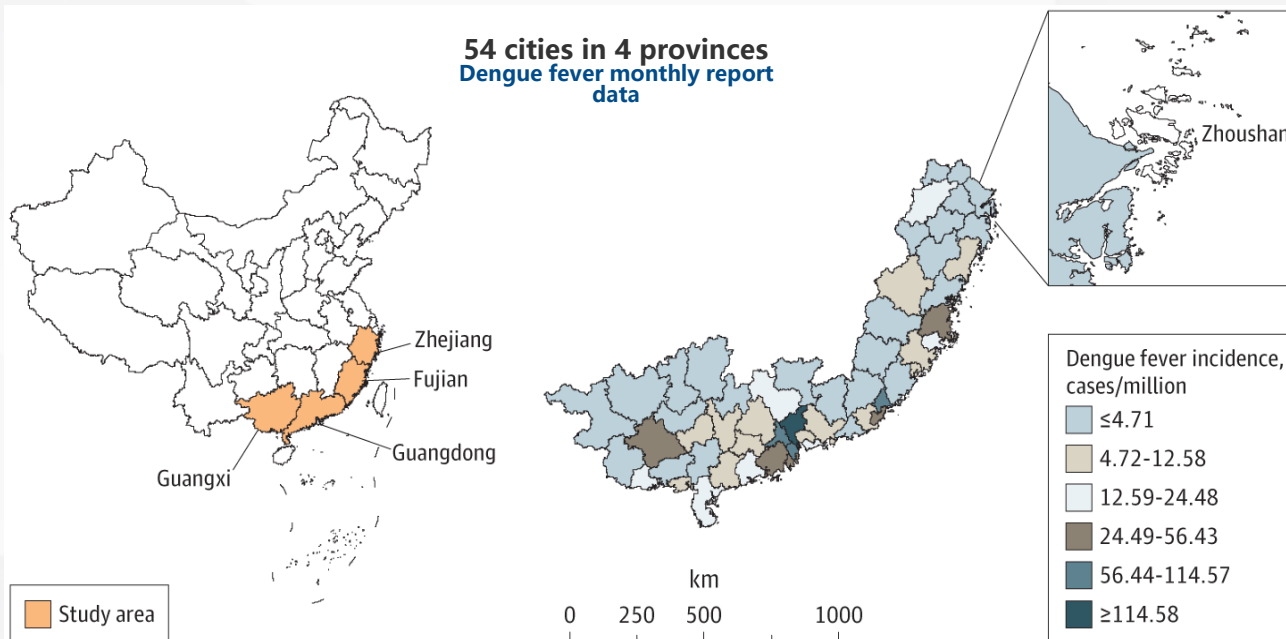 54 cities in 4 provinces
Dengue fever monthly report
data
Zhoushan
Zhejiang
Fujian
Guangdong
Guangxi
Study area
km
0 250 500 1000
Dengue fever incidence,
cases/million
≤4.71
4.72-12.58
12.59-24.48
24.49-56.43
56.44-114.57
≥114.58